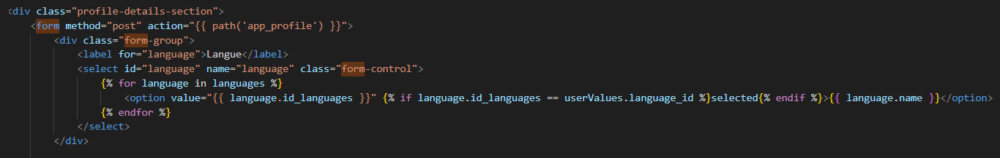 <div class="profile-details-section">
<form method="post" action="{{ path('app_profile') }}">
<div class="form-group">
<label for="language">Langue</label>
<select id="language" name="language" class="form-control">
{% for language in languages %}
<option value="{{ language.id_languages }}" {% if language.id_languages == userValues.language_id %}selected{% endif %}>{{ language.name }}</option>
{% endfor %}
</select>
</div>